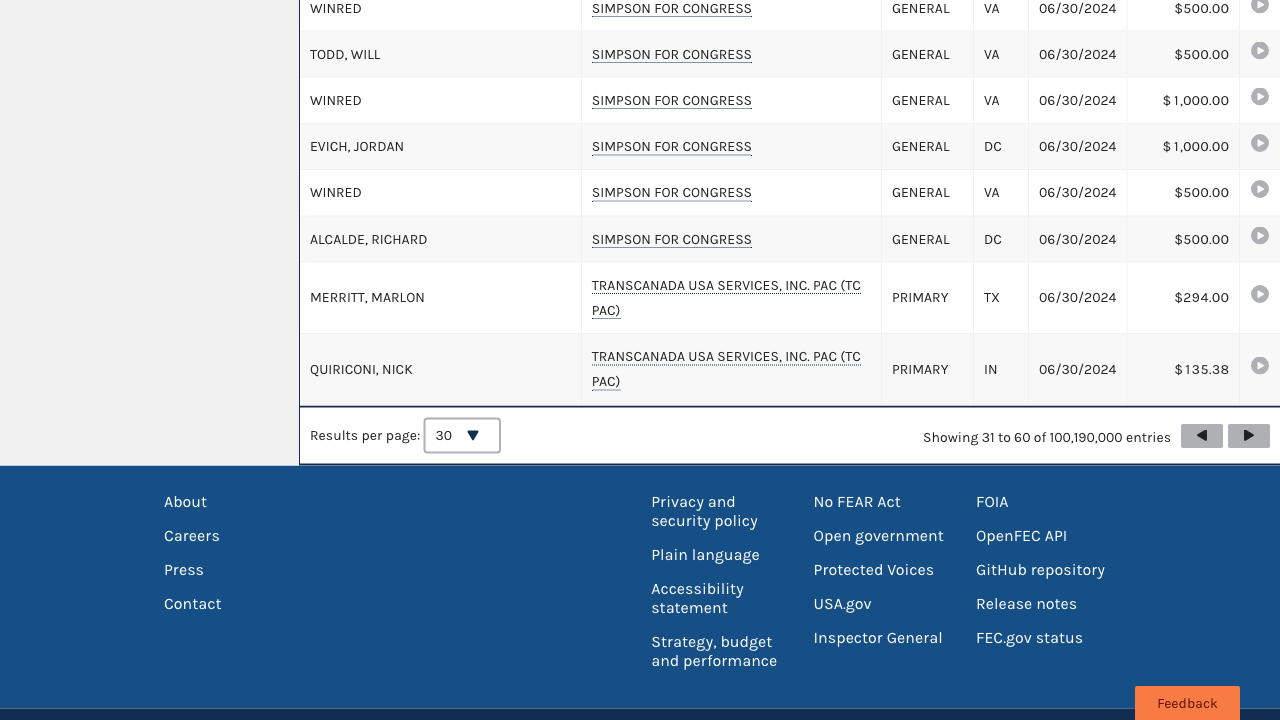 WINRED SIMPSON FOR CONGRESS GENERAL VA 06/30/2024 $500.00
TODD, WILL SIMPSON FOR CONGRESS GENERAL VA 06/30/2024 $500.00
WINRED SIMPSON FOR CONGRESS GENERAL VA 06/30/2024 $1,000.00
EVICH, JORDAN SIMPSON FOR CONGRESS GENERAL DC 06/30/2024 $1,000.00
WINRED SIMPSON FOR CONGRESS GENERAL VA 06/30/2024 $500.00
ALCALDE, RICHARD SIMPSON FOR CONGRESS GENERAL DC 06/30/2024 $500.00
MERRITT, MARLON TRANSCANADA USA SERVICES, INC. PAC (TC
PAC) PRIMARY TX 06/30/2024 $294.00
QUIRICONI, NICK TRANSCANADA USA SERVICES, INC. PAC (TC
PAC) PRIMARY IN 06/30/2024 $135.38
Results per page: 30 Showing 31 to 60 of 100,190,000 entries
About
Careers
Press
Contact
Privacy and
security policy
Plain language
Accessibility
statement
Strategy, budget
and performance
No FEAR Act
Open government
Protected Voices
USA.gov
Inspector General
FOIA
OpenFEC API
GitHub repository
Release notes
FEC.gov status
Feedback